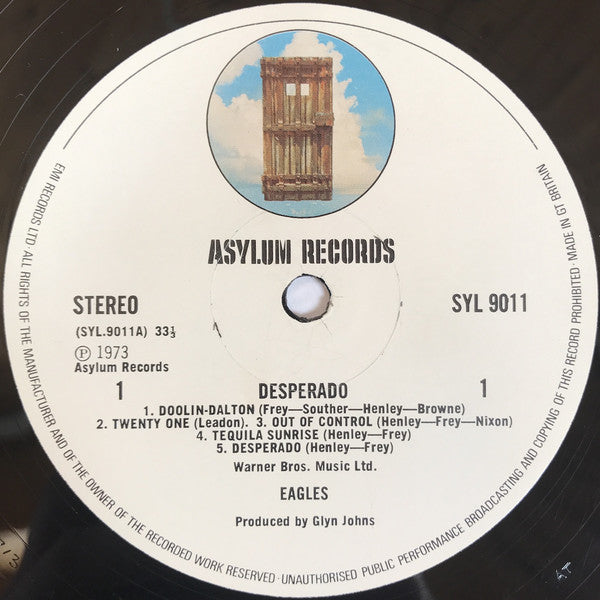 ASYLUM RECORDS
STEREO
SYL 9011
(SYL.9011A) 33⅓
Ⓟ 1973
Asylum Records
1 DESPERADO 1
1. DOOLIN-DALTON (Frey—Souther—Henley—Browne)
2. TWENTY ONE (Leadon). 3. OUT OF CONTROL (Henley—Frey—Nixon)
4. TEQUILA SUNRISE (Henley—Frey)
5. DESPERADO (Henley—Frey)
Warner Bros. Music Ltd.
EAGLES
Produced by Glyn Johns
EMI RECORDS LTD · ALL RIGHTS OF THE MANUFACTURER AND OF THE OWNER OF THE RECORDED WORK RESERVED · UNAUTHORISED PUBLIC PERFORMANCE BROADCASTING AND COPYING OF THIS RECORD PROHIBITED · MADE IN GT BRITAIN